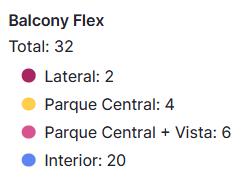 Balcony Flex
Total: 32
Lateral: 2
Parque Central: 4
Parque Central + Vista: 6
Interior: 20